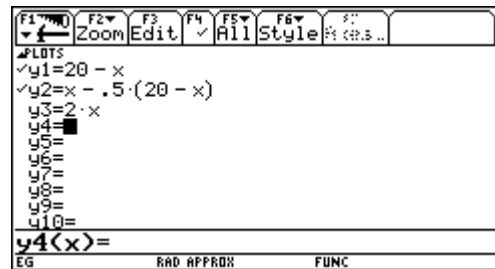 F1 F2 Zoom F3 Edit F4 ✓ F5 All F6 Style
PLOTS
✓y1=20 - x
✓y2=x - .5·(20 - x)
y3=2·x
y4=
y5=
y6=
y7=
y8=
y9=
y10=
y4(x)=
EG RAD APPROX FUNC